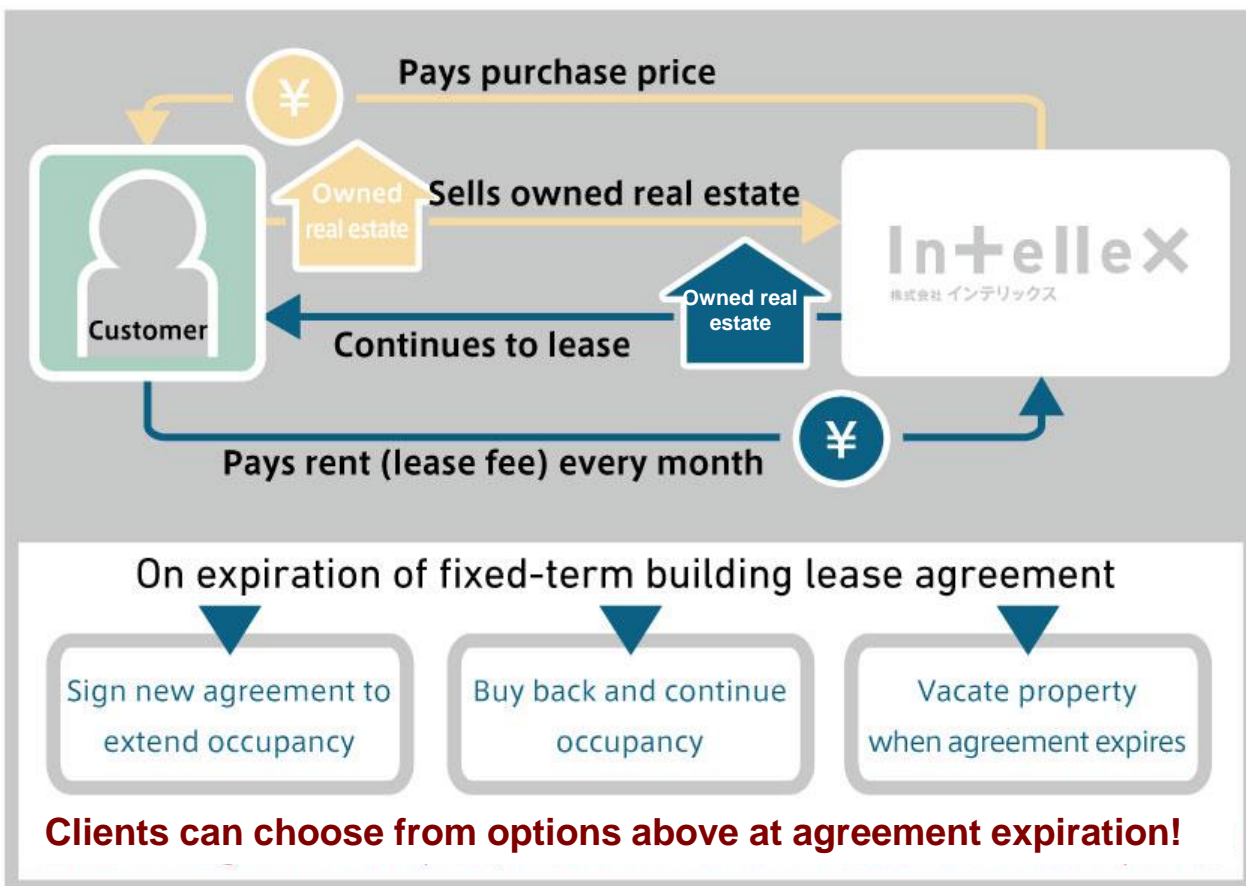 Pays purchase price
¥
Owned
real estate
Sells owned real estate
Intellex
株式会社 インテリックス
Owned real
estate
Customer
Continues to lease
¥
Pays rent (lease fee) every month
On expiration of fixed-term building lease agreement
Sign new agreement to
extend occupancy
Buy back and continue
occupancy
Vacate property
when agreement expires
Clients can choose from options above at agreement expiration!